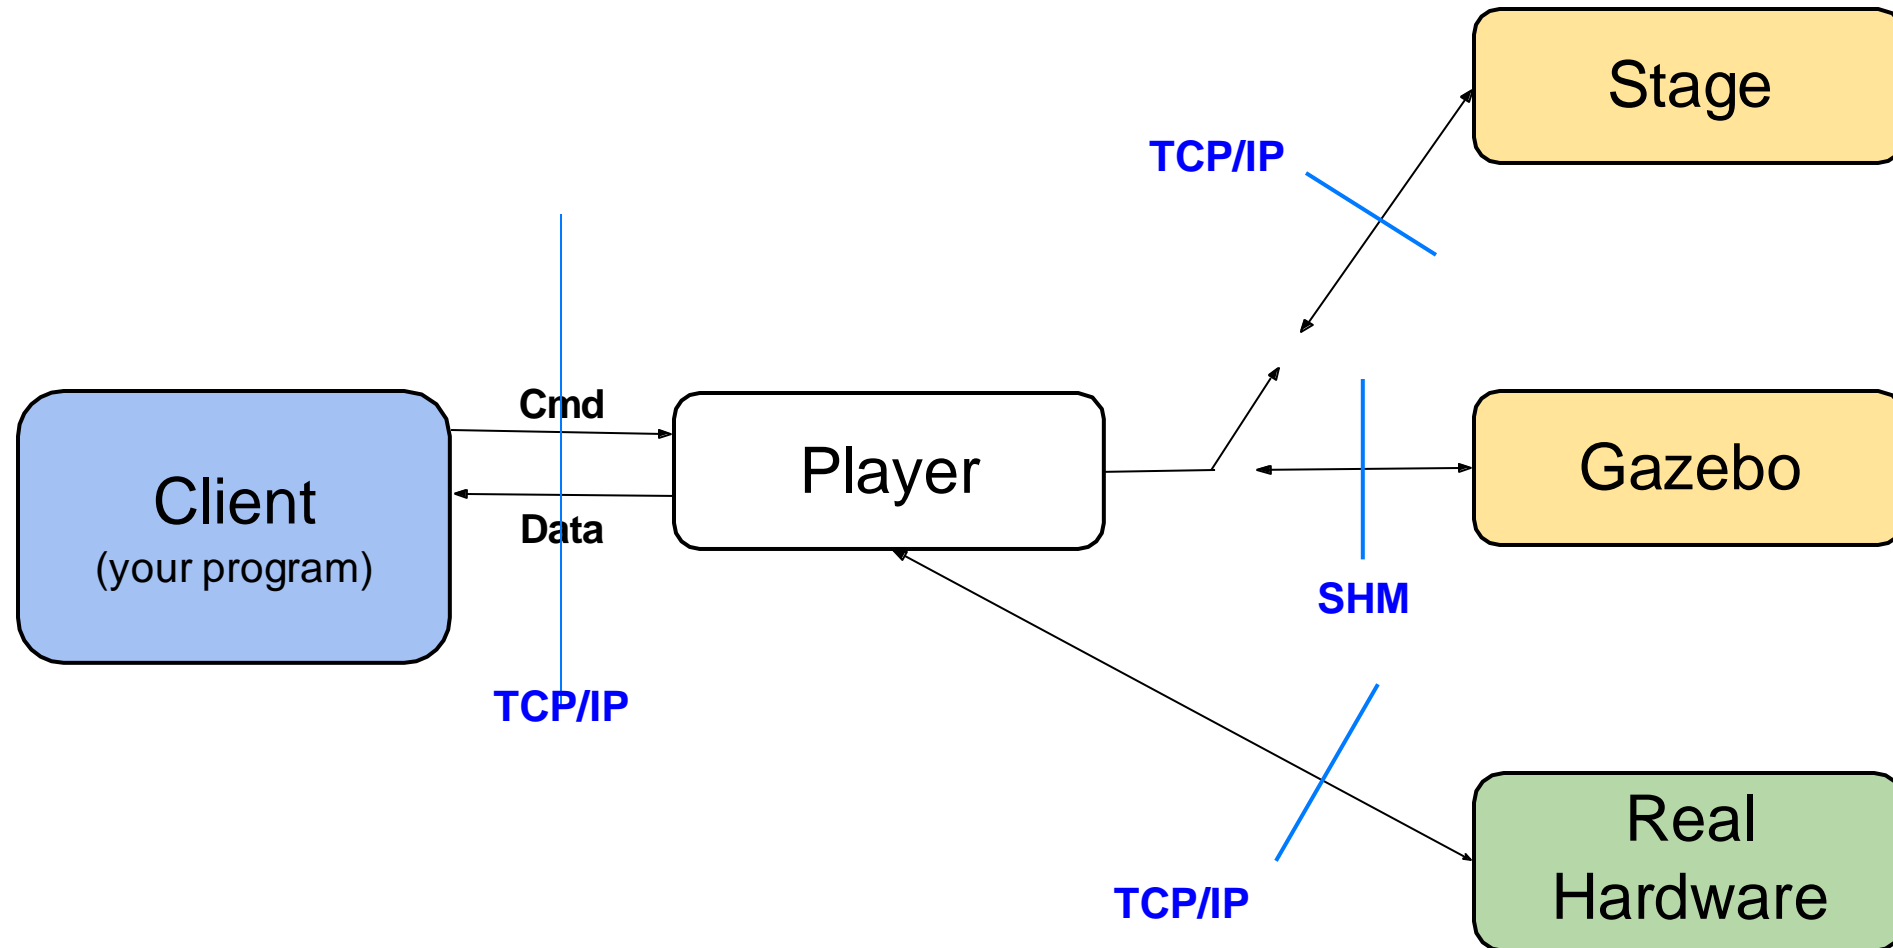 Stage
TCP/IP
Cmd
Client
(your program)
Player
Data
Gazebo
SHM
TCP/IP
Real
Hardware
TCP/IP